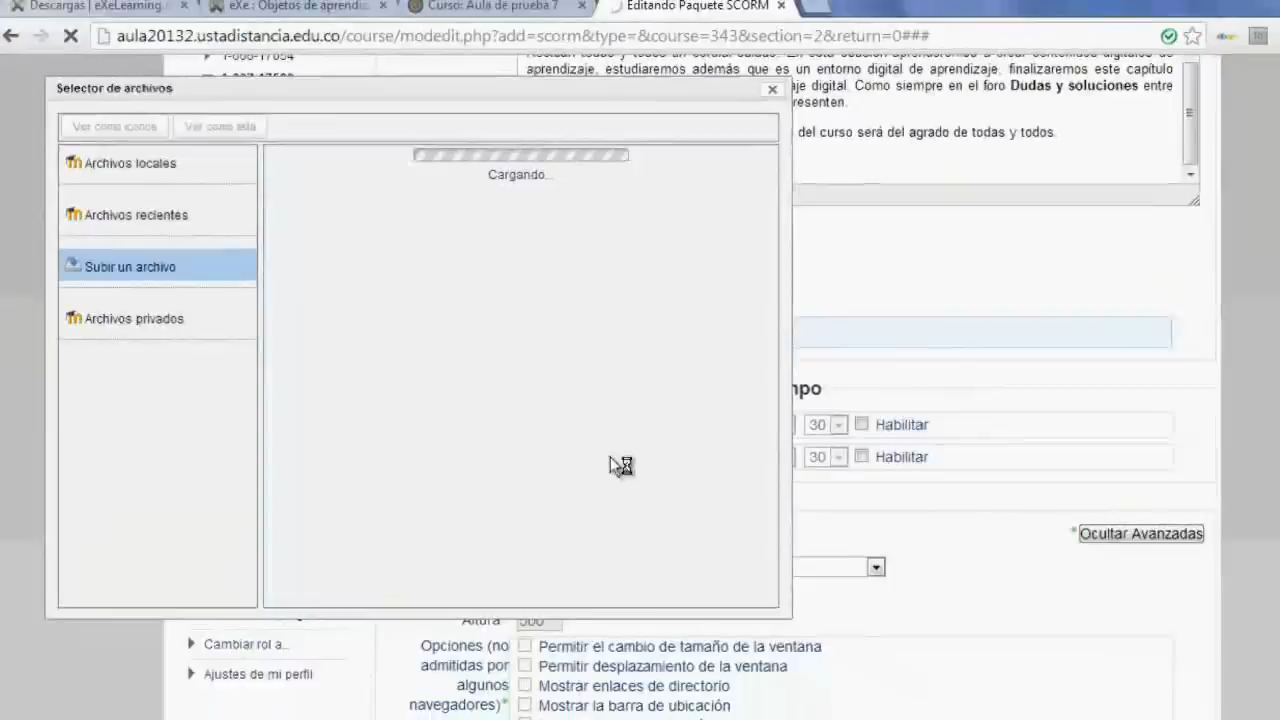 Descargas | eXeLearning
eXe : Objetos de aprendiz
Curso: Aula de prueba 7
Editando Paquete SCORM
aula20132.ustadistancia.edu.co/course/modedit.php?add=scorm&type=&course=343&section=2&return=0###
aprendizaje, estudiaremos además que es un entorno digital de aprendizaje, finalizaremos este capítulo
Selector de archivos
aje digital. Como siempre en el foro Dudas y soluciones entre
resenten.
Ver como iconos
Ver como lista
del curso será del agrado de todas y todos.
Archivos locales
Cargando...
Archivos recientes
Subir un archivo
Archivos privados
mpo
30
Habilitar
30
Habilitar
* Ocultar Avanzadas
Altura
500
Cambiar rol a...
Ajustes de mi perfil
Opciones (no
admitidas por
algunos
navegadores)*
Permitir el cambio de tamaño de la ventana
Permitir desplazamiento de la ventana
Mostrar enlaces de directorio
Mostrar la barra de ubicación